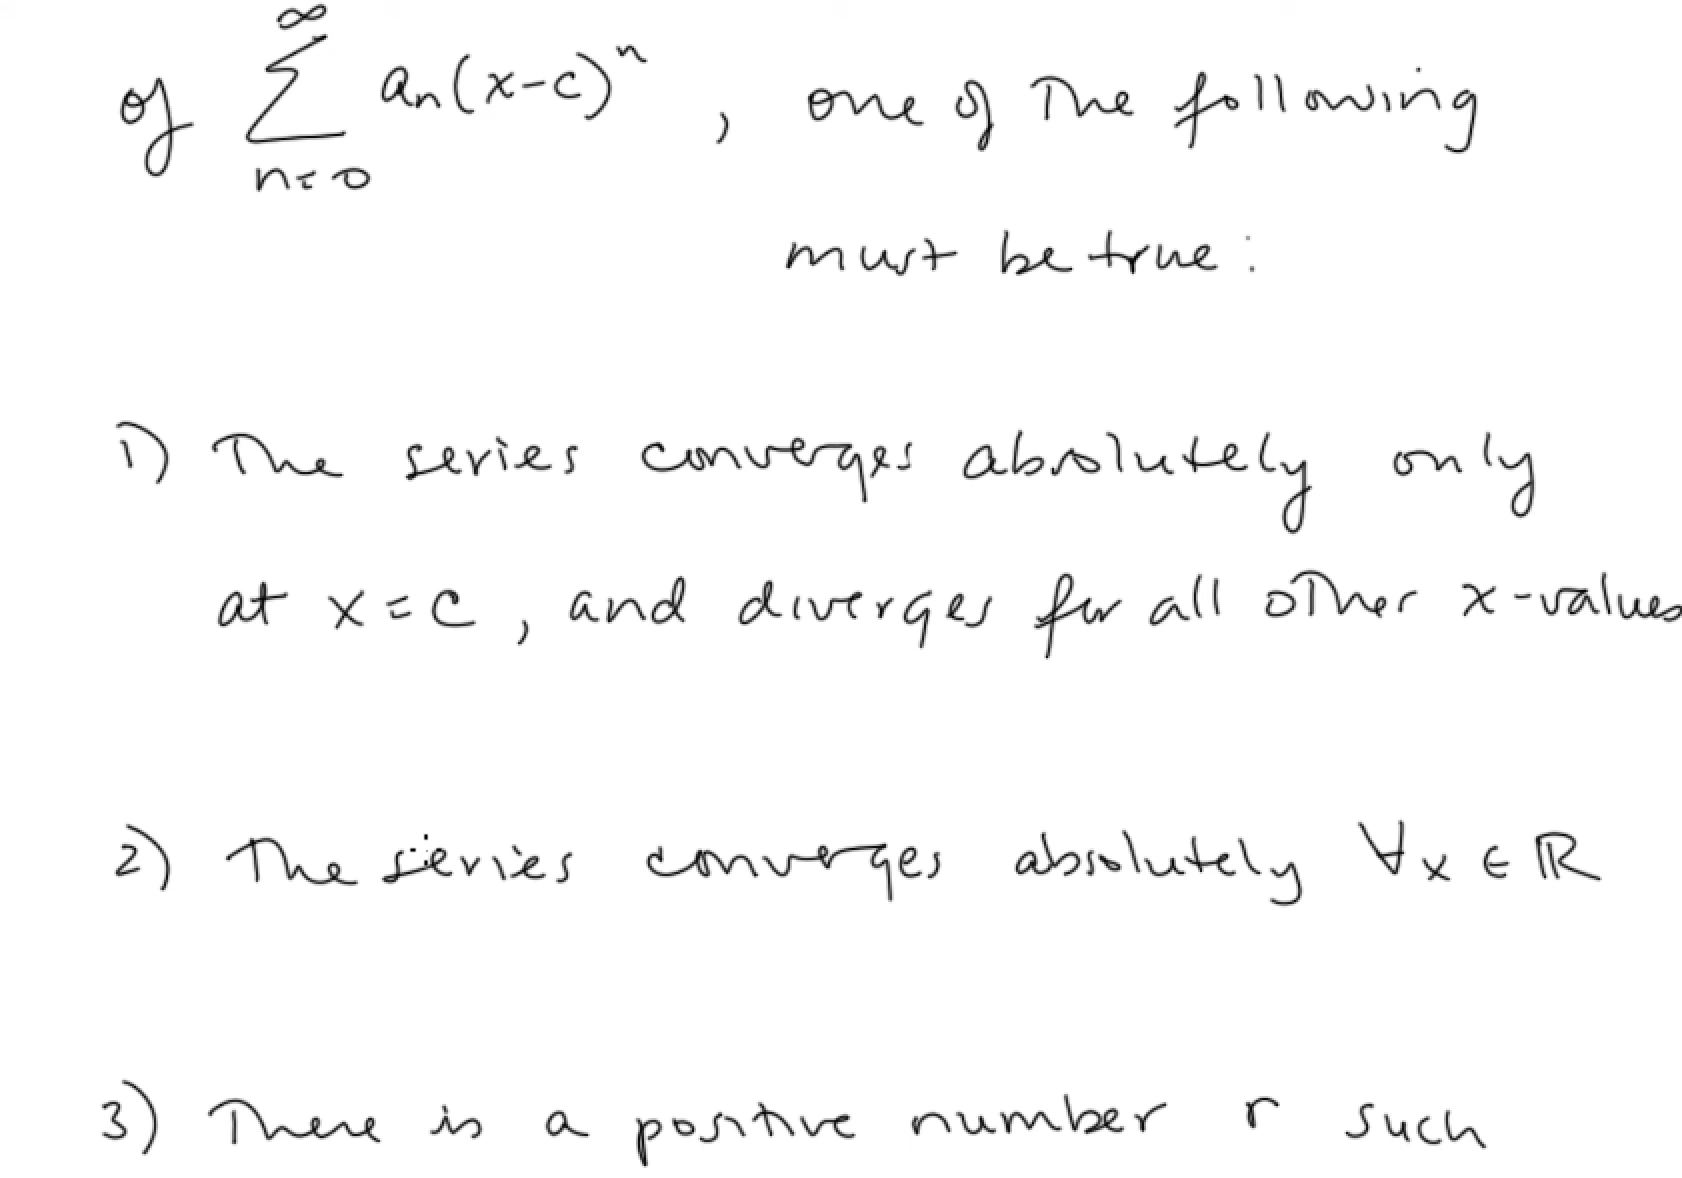 of ∞∑n=0 an(x-c)^n , one of the following
must be true:
1) The series converges absolutely only
at x = c , and diverges for all other x-values
2) The series converges absolutely ∀x ∈ ℝ
3) There is a positive number r such